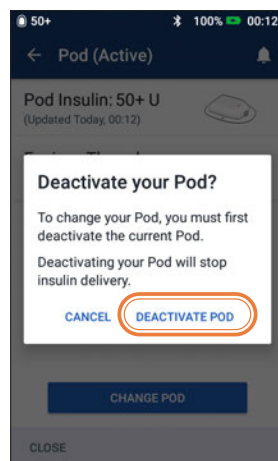 50+ 100% 00:12
Pod (Active)
Pod Insulin: 50+ U
(Updated Today, 00:12)
Deactivate your Pod?
To change your Pod, you must first
deactivate the current Pod.
Deactivating your Pod will stop
insulin delivery.
CANCEL DEACTIVATE POD
CHANGE POD
CLOSE